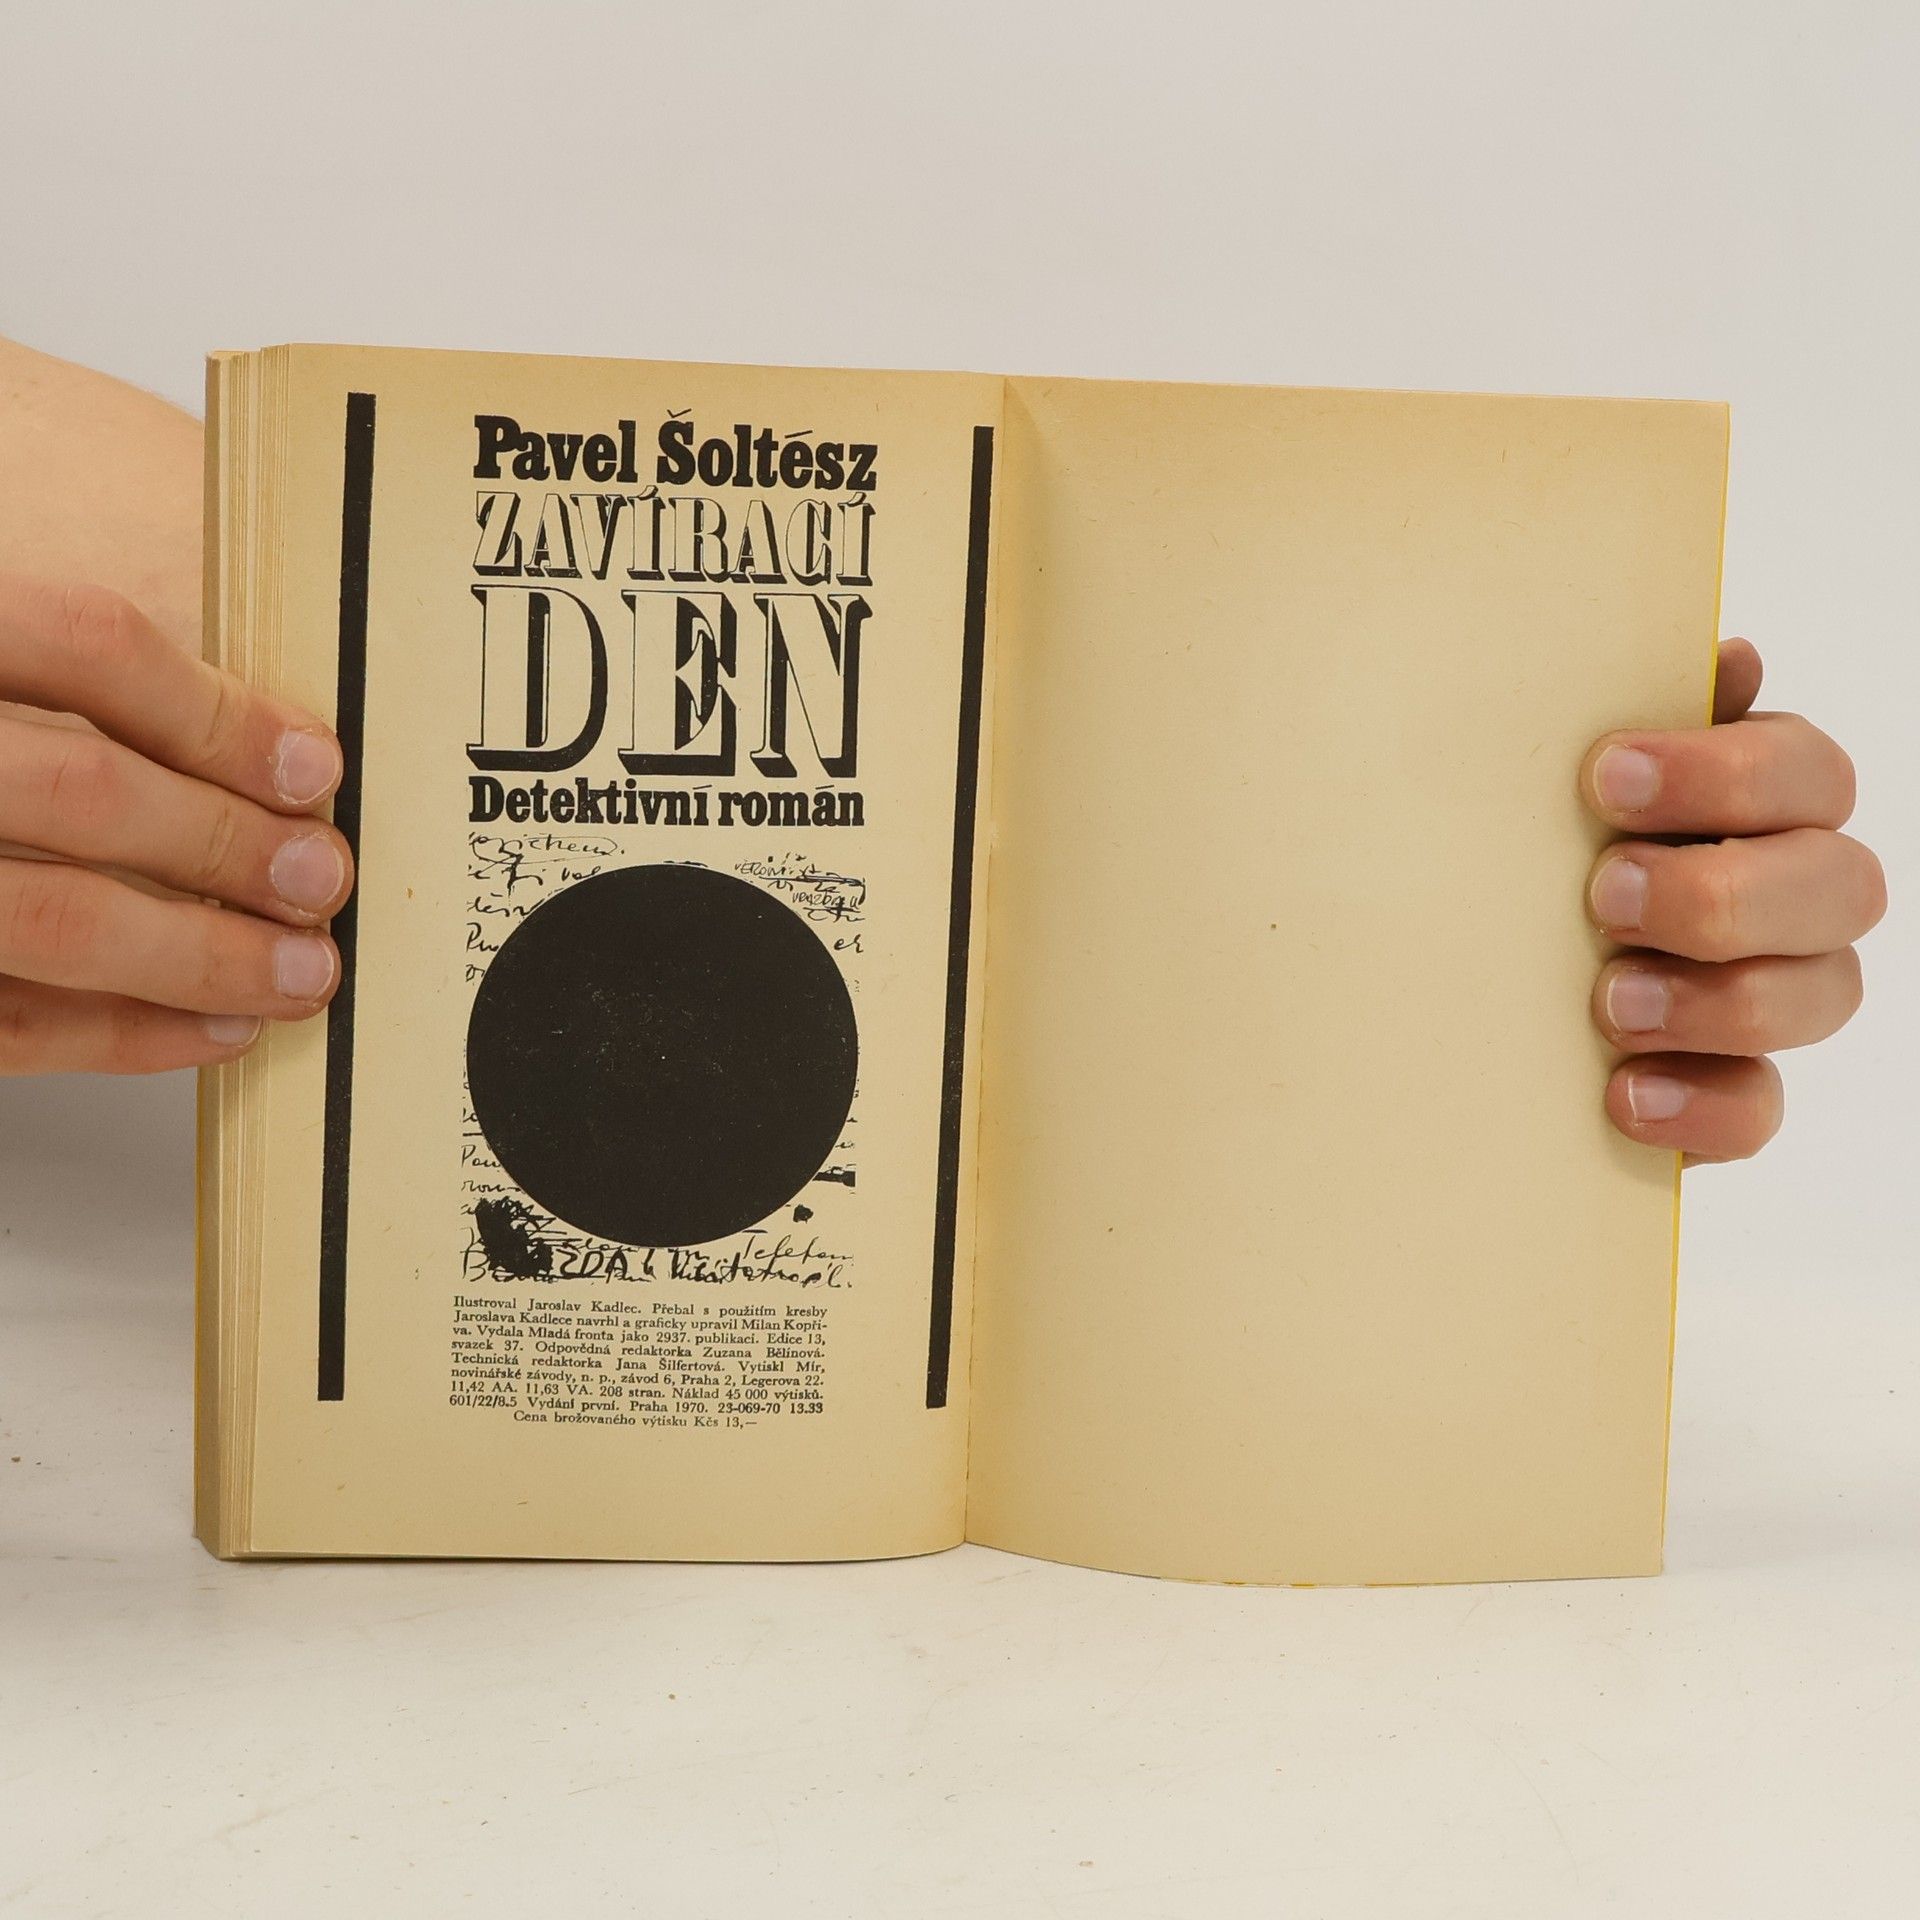 Pavel Šoltész
ZAVÍRACÍ
DEN
Detektivní román
Telefon
Ilustroval Jaroslav Kadlec. Přebal s použitím kresby
Jaroslava Kadlece navrhl a graficky upravil Milan Kopři-
va. Vydala Mladá fronta jako 2937. publikaci. Edice 13,
svazek 37. Odpovědná redaktorka Zuzana Bělinová.
Technická redaktorka Jana Šilfertová. Vytiskl Mír,
novinářské závody, n. p., závod 6, Praha 2, Legerova 22.
11,42 AA. 11,63 VA. 208 stran. Náklad 45 000 výtisků.
601/22/8.5 Vydání první. Praha 1970. 23-069-70 13.33
Cena brožovaného výtisku Kčs 13,—